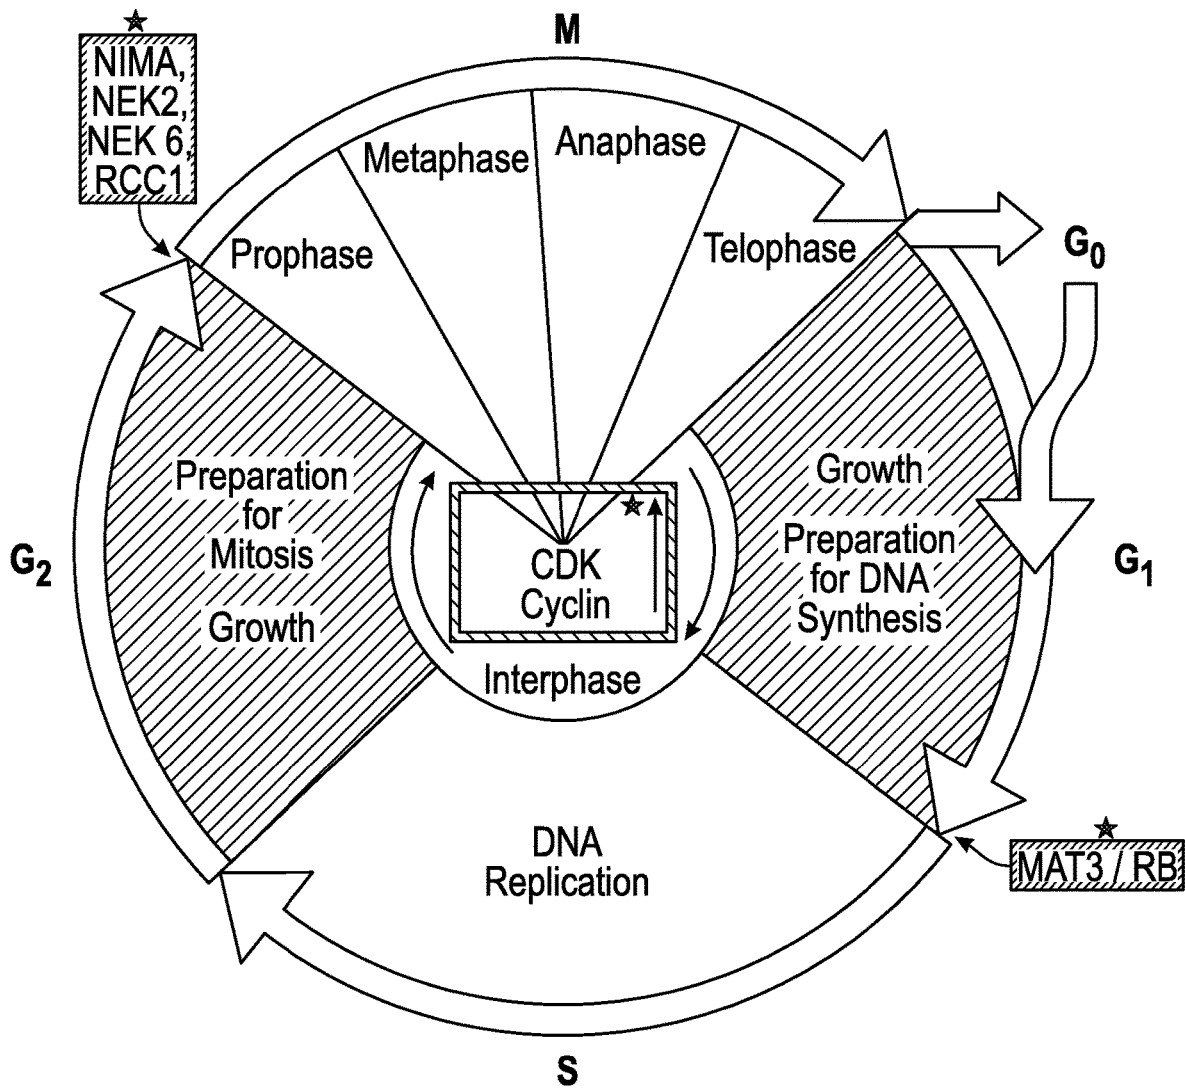 M
NIMA,
NEK2,
NEK 6,
RCC1
Metaphase
Anaphase
Prophase
Telophase
G0
Preparation
for
Mitosis
Growth
G2
Growth
Preparation
for DNA
Synthesis
G1
CDK
Cyclin
Interphase
DNA
Replication
MAT3 / RB
S